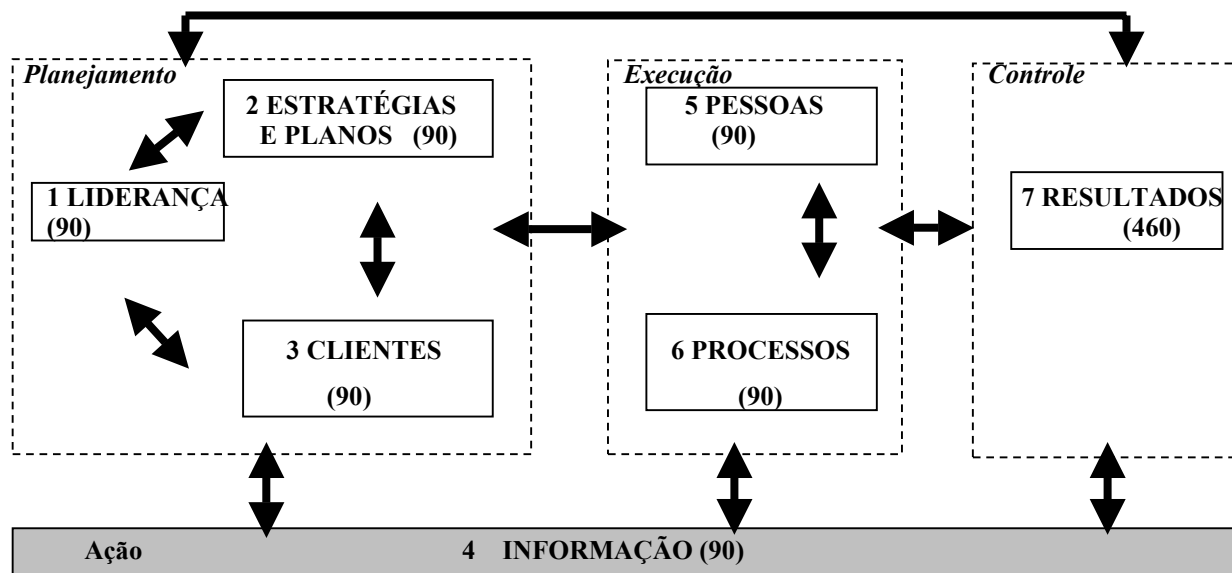 Planejamento
2 ESTRATÉGIAS
E PLANOS (90)
1 LIDERANÇA
(90)
3 CLIENTES
(90)
Execução
5 PESSOAS
(90)
6 PROCESSOS
(90)
Controle
7 RESULTADOS
(460)
Ação 4 INFORMAÇÃO (90)